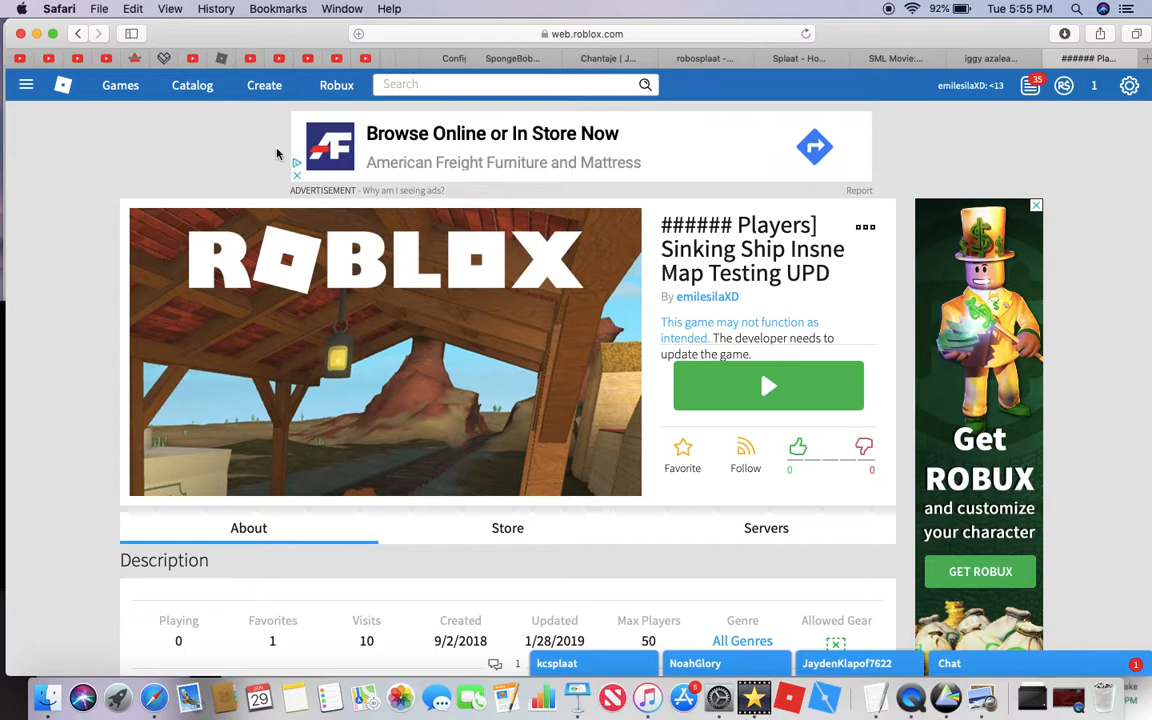 Safari File Edit View History Bookmarks Window Help 92% Tue 5:55 PM
web.roblox.com
Config SpongeBob... Chantaje | J... robosplaat -... Splaat - Ho... SML Movie:... iggy azalea... ###### Pla...
Games Catalog Create Robux Search emilesilaXD: <13 35 R$ 1
Browse Online or In Store Now
AF
American Freight Furniture and Mattress
ADVERTISEMENT - Why am I seeing ads? Report
ROBLOX
###### Players]
Sinking Ship Insne
Map Testing UPD
By emilesilaXD
This game may not function as
intended. The developer needs to
update the game.
Favorite Follow 0 0
Get
ROBUX
and customize
your character
GET ROBUX
About Store Servers
Description
Playing Favorites Visits Created Updated Max Players Genre Allowed Gear
0 1 10 9/2/2018 1/28/2019 50 All Genres
1 kcsplaat NoahGlory JaydenKlapof7622 Chat 1
JAN
29
6